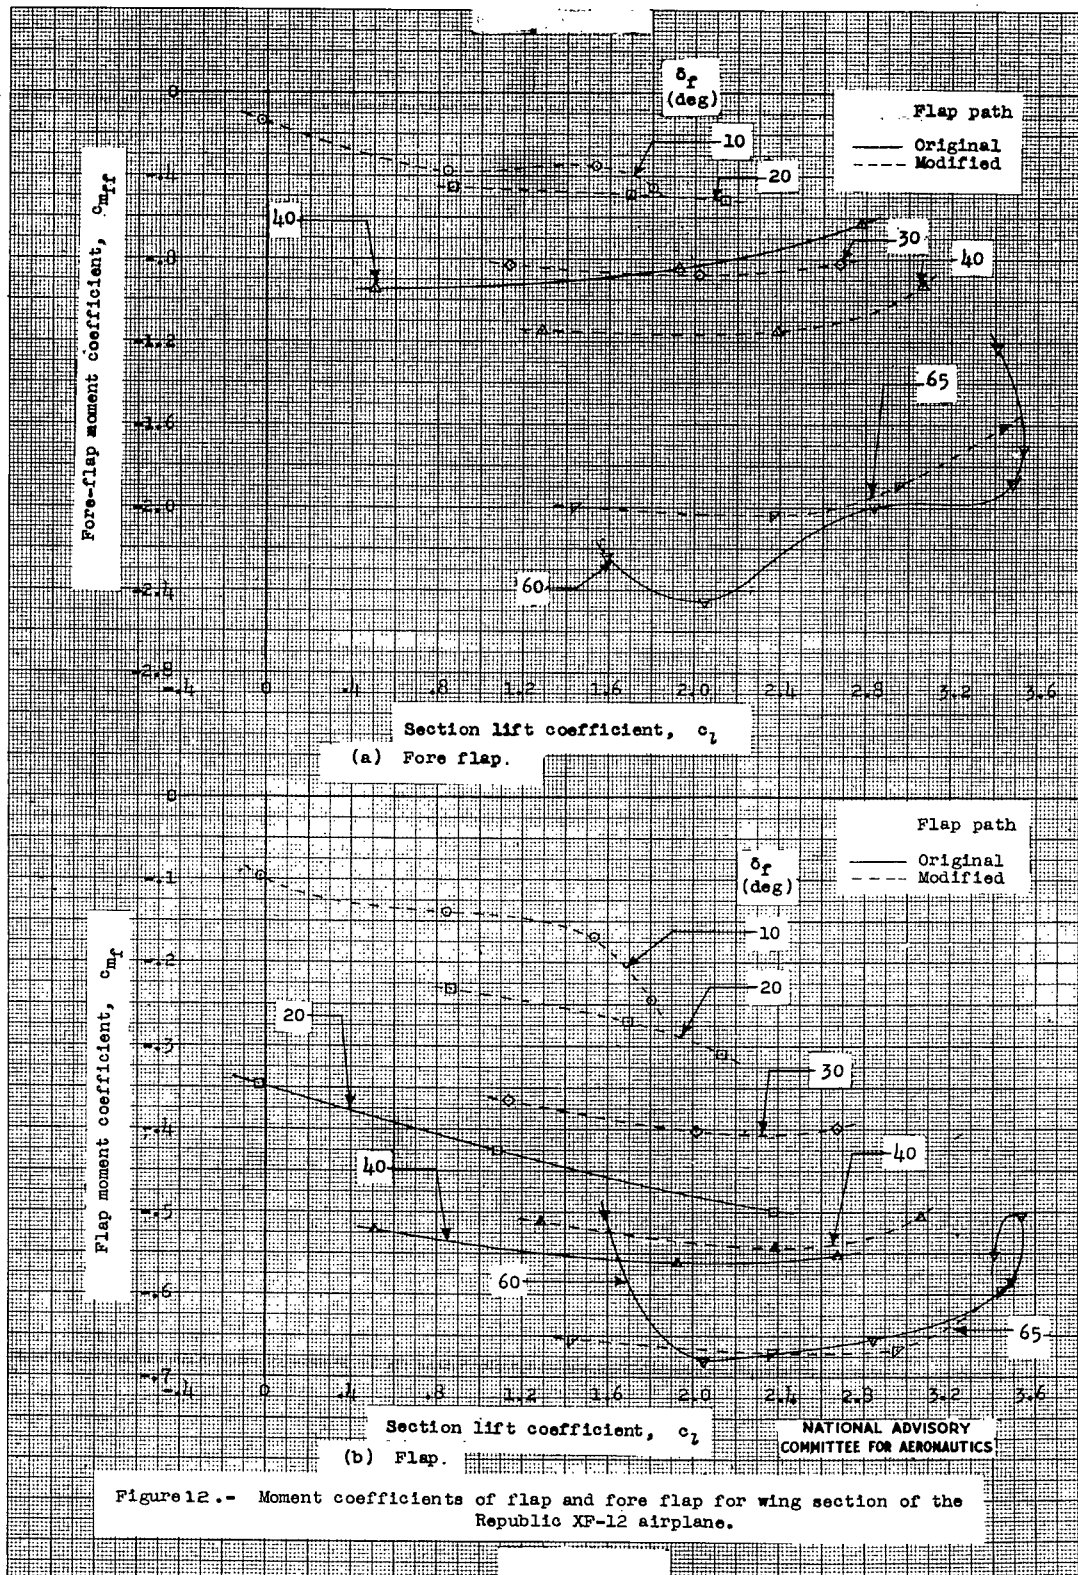 δf
(deg)
Flap path
Original
Modified
10
20
30
40
40
65
60
Fore-flap moment coefficient, cmff
0
-.4
-.8
-1.2
-1.6
-2.0
-2.4
-2.8
-.4 0 .4 .8 1.2 1.6 2.0 2.4 2.8 3.2 3.6
Section lift coefficient, cl
(a) Fore flap.
Flap path
Original
Modified
δf
(deg)
10
20
20
30
40
40
60
65
Flap moment coefficient, cmf
0
-.1
-.2
-.3
-.4
-.5
-.6
-.7
-.4 0 .4 .8 1.2 1.6 2.0 2.4 2.8 3.2 3.6
Section lift coefficient, cl
(b) Flap.
NATIONAL ADVISORY
COMMITTEE FOR AERONAUTICS
Figure 12.- Moment coefficients of flap and fore flap for wing section of the
Republic XF-12 airplane.